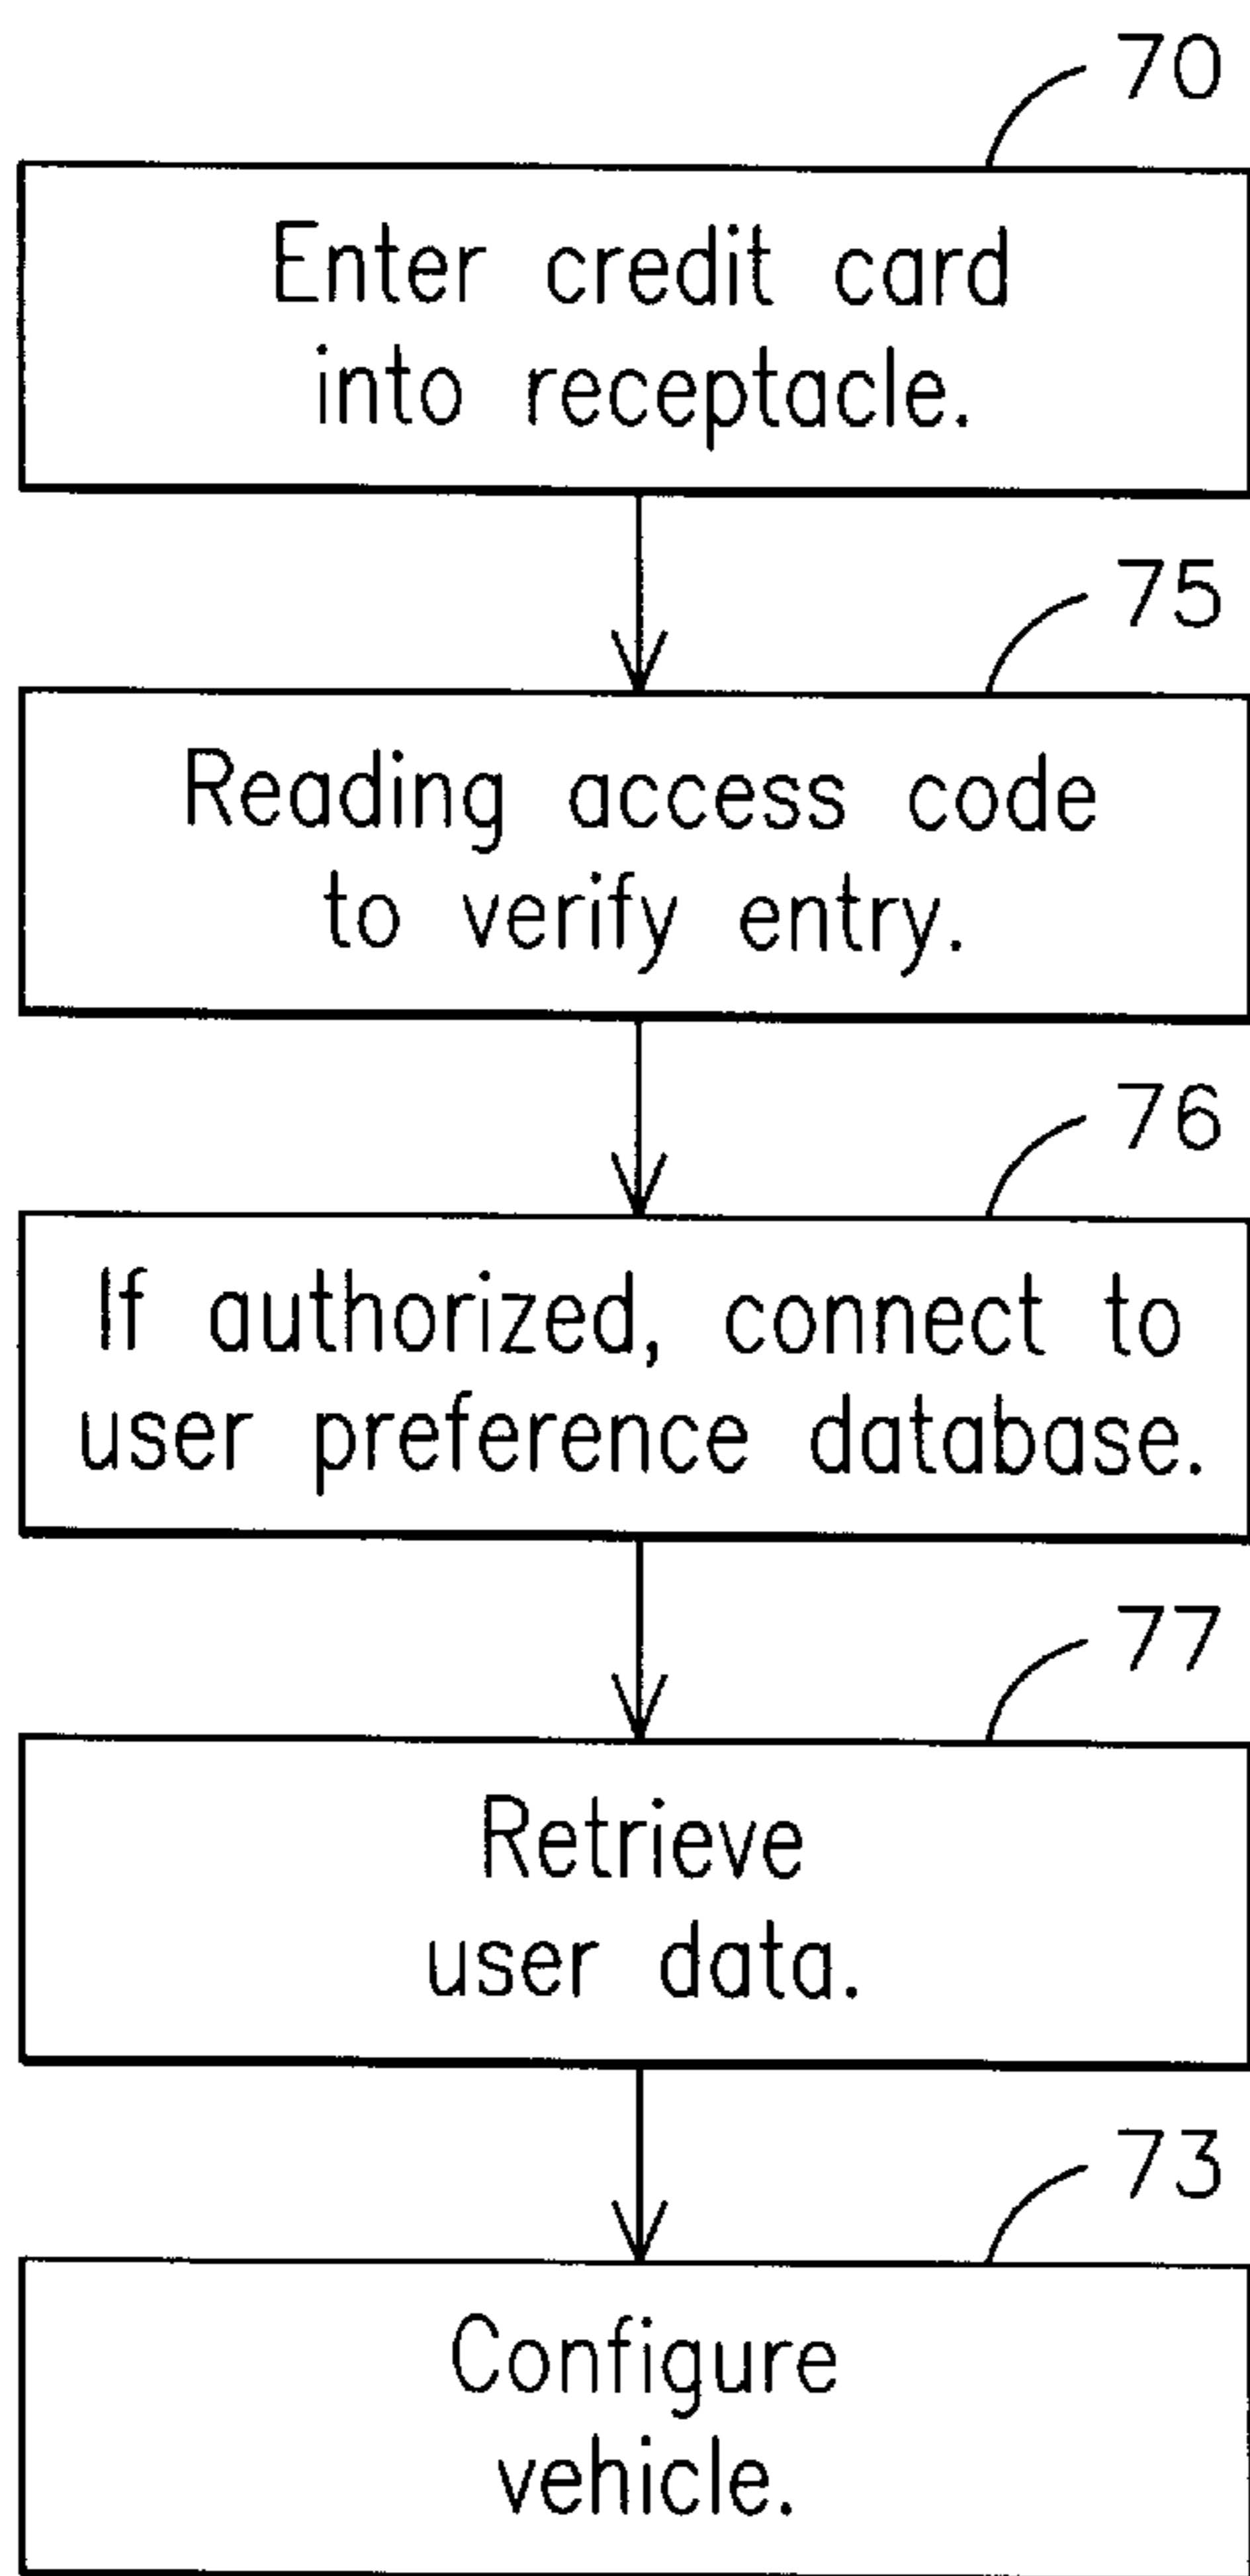 70
Enter credit card
into receptacle.
75
Reading access code
to verify entry.
76
If authorized, connect to
user preference database.
77
Retrieve
user data.
73
Configure
vehicle.